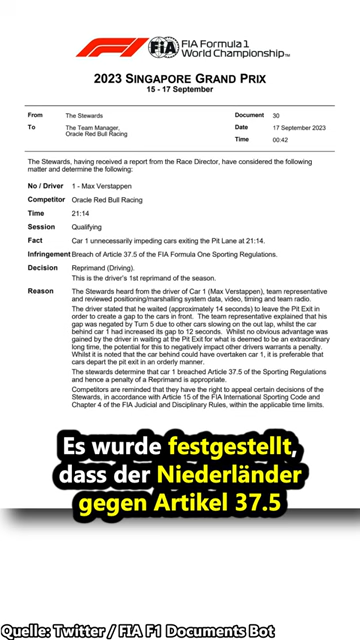 FIA FORMULA 1
WORLD CHAMPIONSHIP
2023 SINGAPORE GRAND PRIX
15 - 17 September
From The Stewards Document 30
To The Team Manager, Date 17 September 2023
Oracle Red Bull Racing
Time 00:42
The Stewards, having received a report from the Race Director, have considered the following
matter and determine the following:
No / Driver 1 - Max Verstappen
Competitor Oracle Red Bull Racing
Time 21:14
Session Qualifying
Fact Car 1 unnecessarily impeding cars exiting the Pit Lane at 21:14.
Infringement Breach of Article 37.5 of the FIA Formula One Sporting Regulations.
Decision Reprimand (Driving).
This is the driver's 1st reprimand of the season.
Reason The Stewards heard from the driver of Car 1 (Max Verstappen), team representative
and reviewed positioning/marshalling system data, video, timing and team radio.
The driver stated that he waited (approximately 14 seconds) to leave the Pit Exit in
order to create a gap to the cars in front. The team representative explained that his
gap was negated by Turn 5 due to other cars slowing on the out lap, whilst the car
behind car 1 had increased its gap to 12 seconds. Whilst no obvious advantage was
gained by the driver in waiting at the Pit Exit for what is deemed to be an extraordinary
long time, the potential for this to negatively impact other drivers warrants a penalty.
Whilst it is noted that the car behind could have overtaken car 1, it is preferable that
cars depart the pit exit in an orderly manner.
The stewards determine that car 1 breached Article 37.5 of the Sporting Regulations
and hence a penalty of a Reprimand is appropriate.
Competitors are reminded that they have the right to appeal certain decisions of the
Stewards, in accordance with Article 15 of the FIA International Sporting Code and
Chapter 4 of the FIA Judicial and Disciplinary Rules, within the applicable time limits.
Es wurde festgestellt,
dass der Niederländer
gegen Artikel 37.5
Quelle: Twitter / FIA F1 Documents Bot